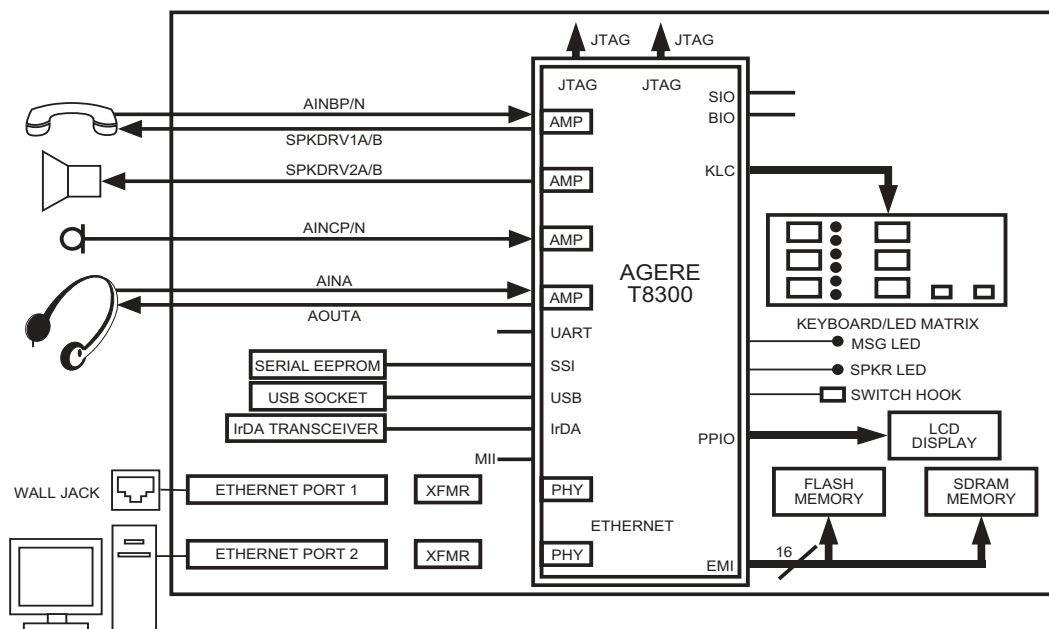 JTAG
JTAG
JTAG
JTAG
AINBP/N
AMP
SPKDRV1A/B
SPKDRV2A/B
AMP
AINCP/N
AMP
AINA
AMP
AOUTA
UART
SERIAL EEPROM
SSI
USB SOCKET
USB
IrDA TRANSCEIVER
IrDA
MII
WALL JACK
ETHERNET PORT 1
XFMR
PHY
ETHERNET
ETHERNET PORT 2
XFMR
PHY
AGERE
T8300
SIO
BIO
KLC
KEYBOARD/LED MATRIX
MSG LED
SPKR LED
SWITCH HOOK
PPIO
LCD
DISPLAY
FLASH
MEMORY
SDRAM
MEMORY
16
EMI